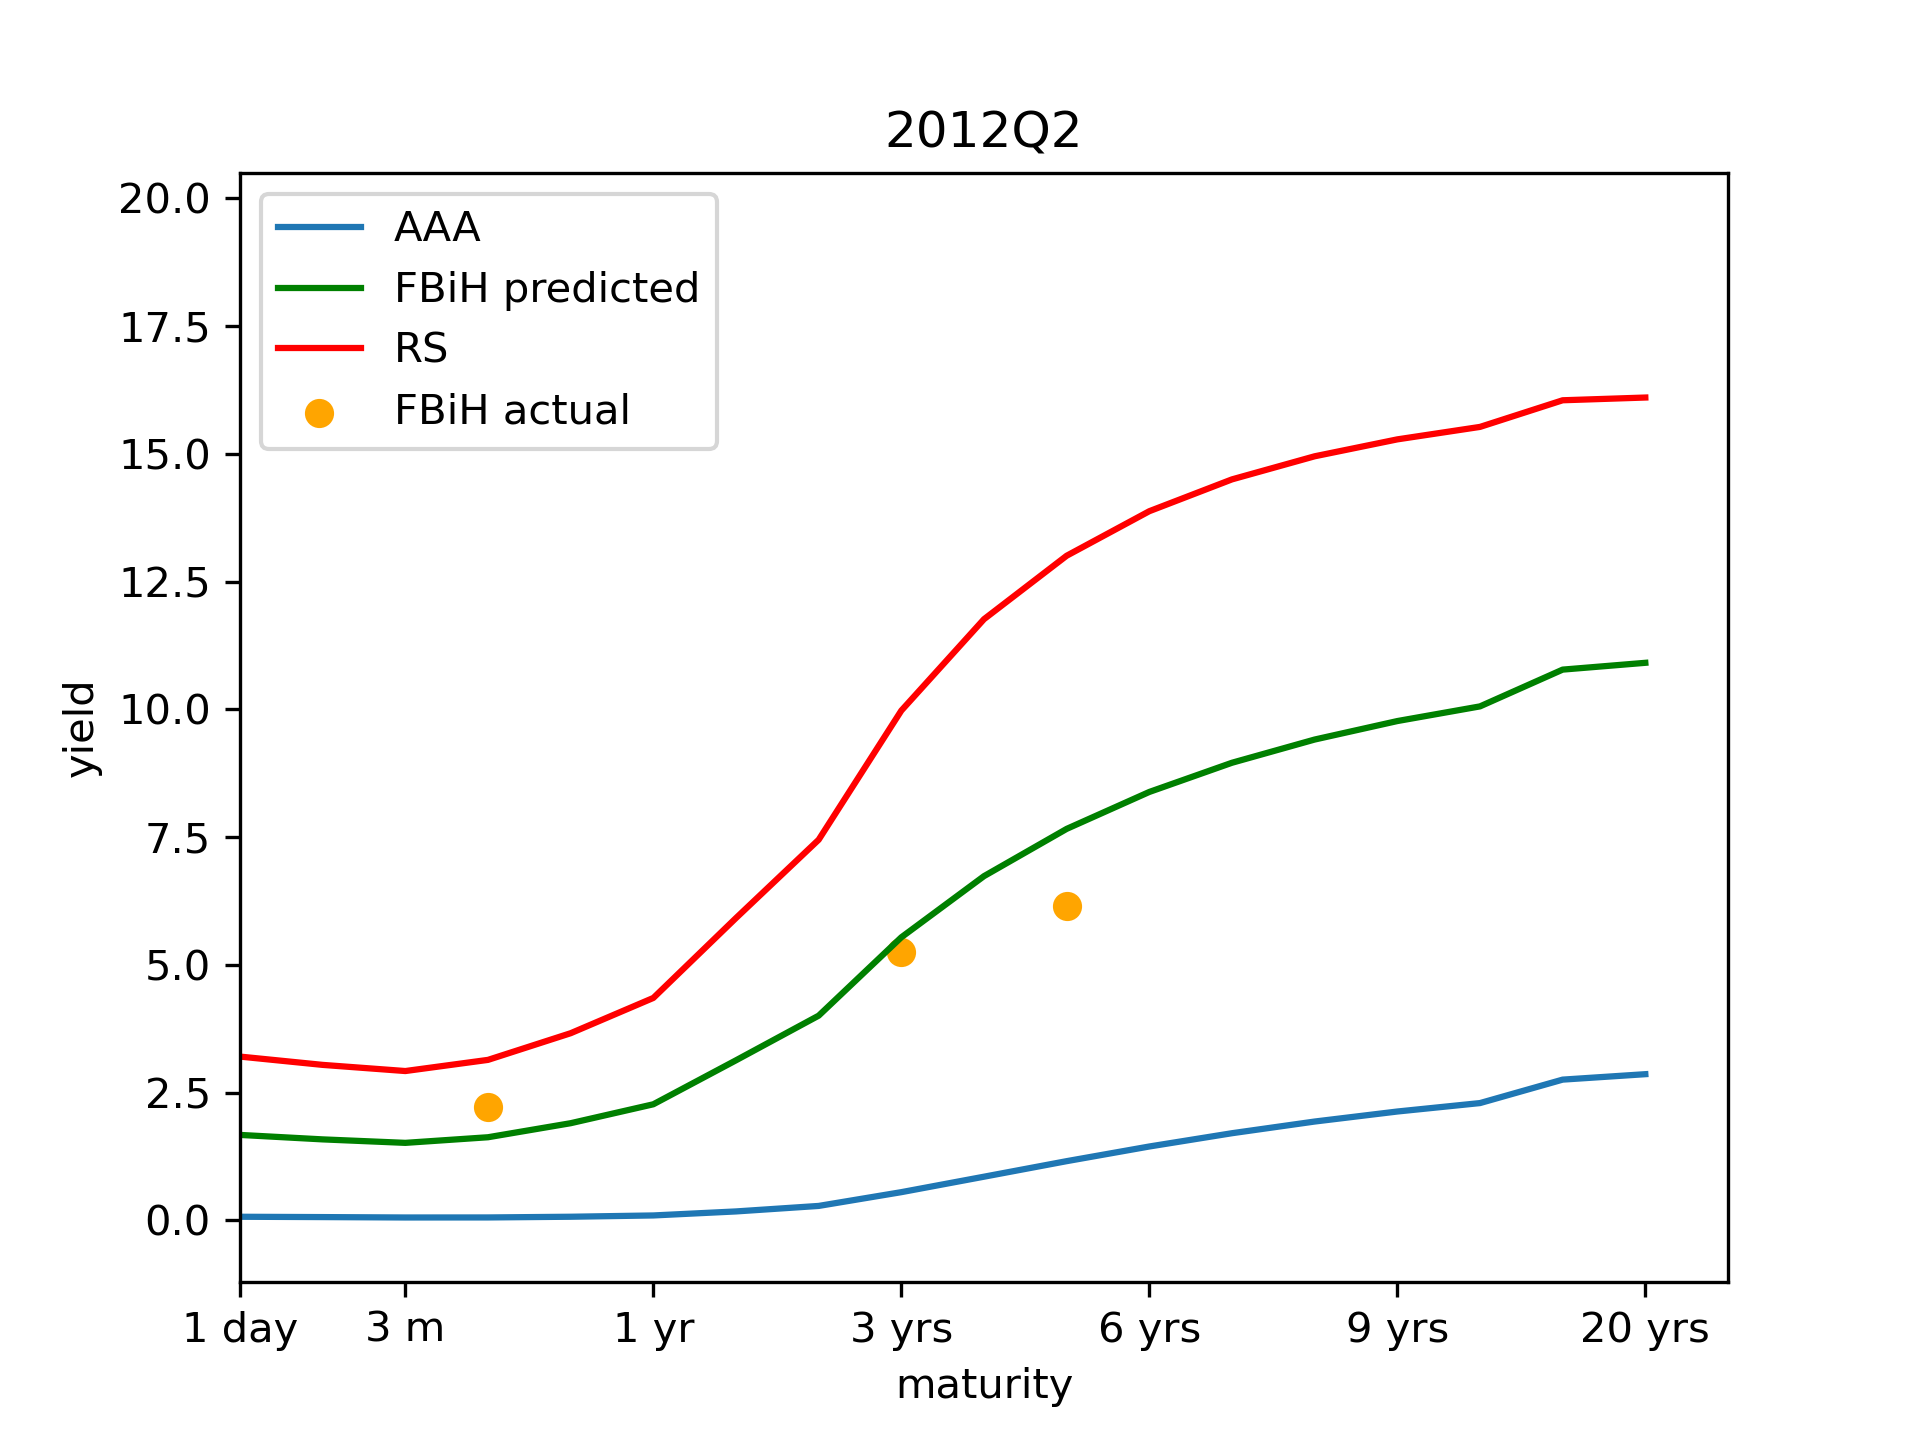 2012Q2
20.0
17.5
15.0
12.5
10.0
7.5
5.0
2.5
0.0
yield
AAA
FBiH predicted
RS
FBiH actual
1 day 3 m 1 yr 3 yrs 6 yrs 9 yrs 20 yrs
maturity